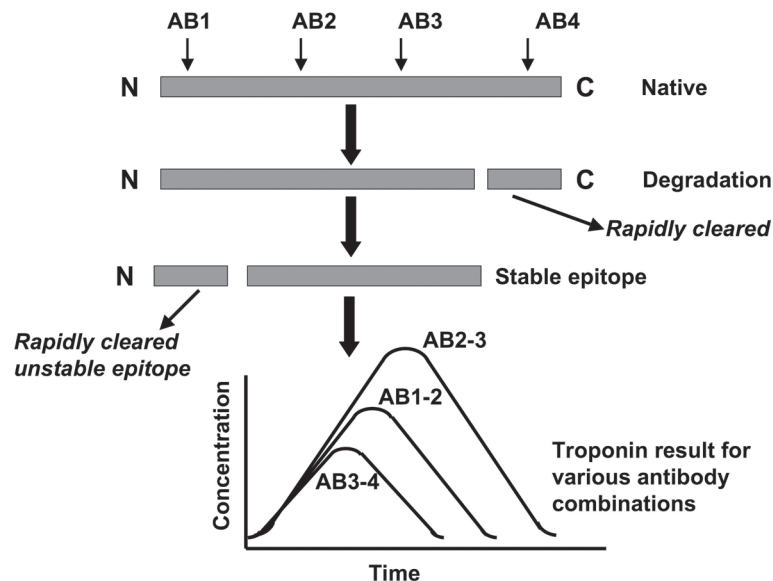 AB1 AB2 AB3 AB4
N C Native
N C Degradation
Rapidly cleared
N Stable epitope
Rapidly cleared
unstable epitope
AB2-3
AB1-2
AB3-4
Concentration
Troponin result for
various antibody
combinations
Time